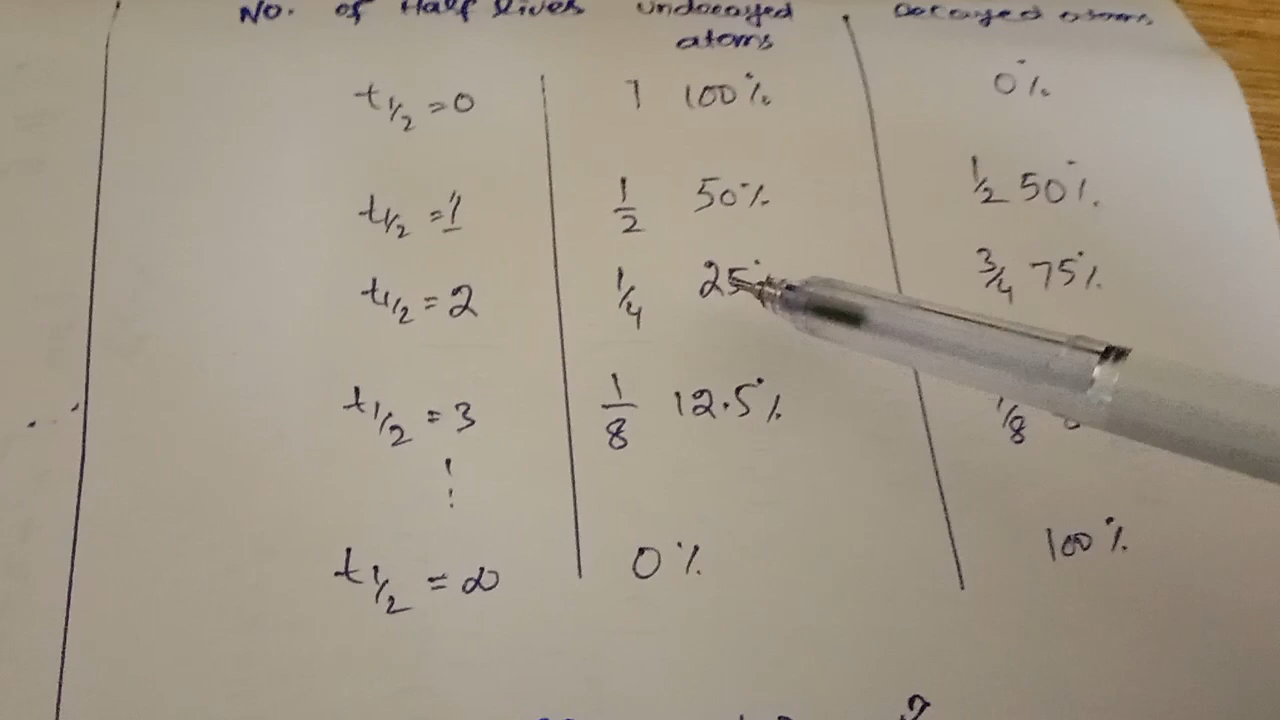 No. of Half lives undecayed atoms Decayed atoms
t1/2 = 0 1 100% 0%
t1/2 = 1 1/2 50% 1/2 50%
t1/2 = 2 1/4 25% 3/4 75%
t1/2 = 3 1/8 12.5% 1/8
t1/2 = ∞ 0% 100%
?